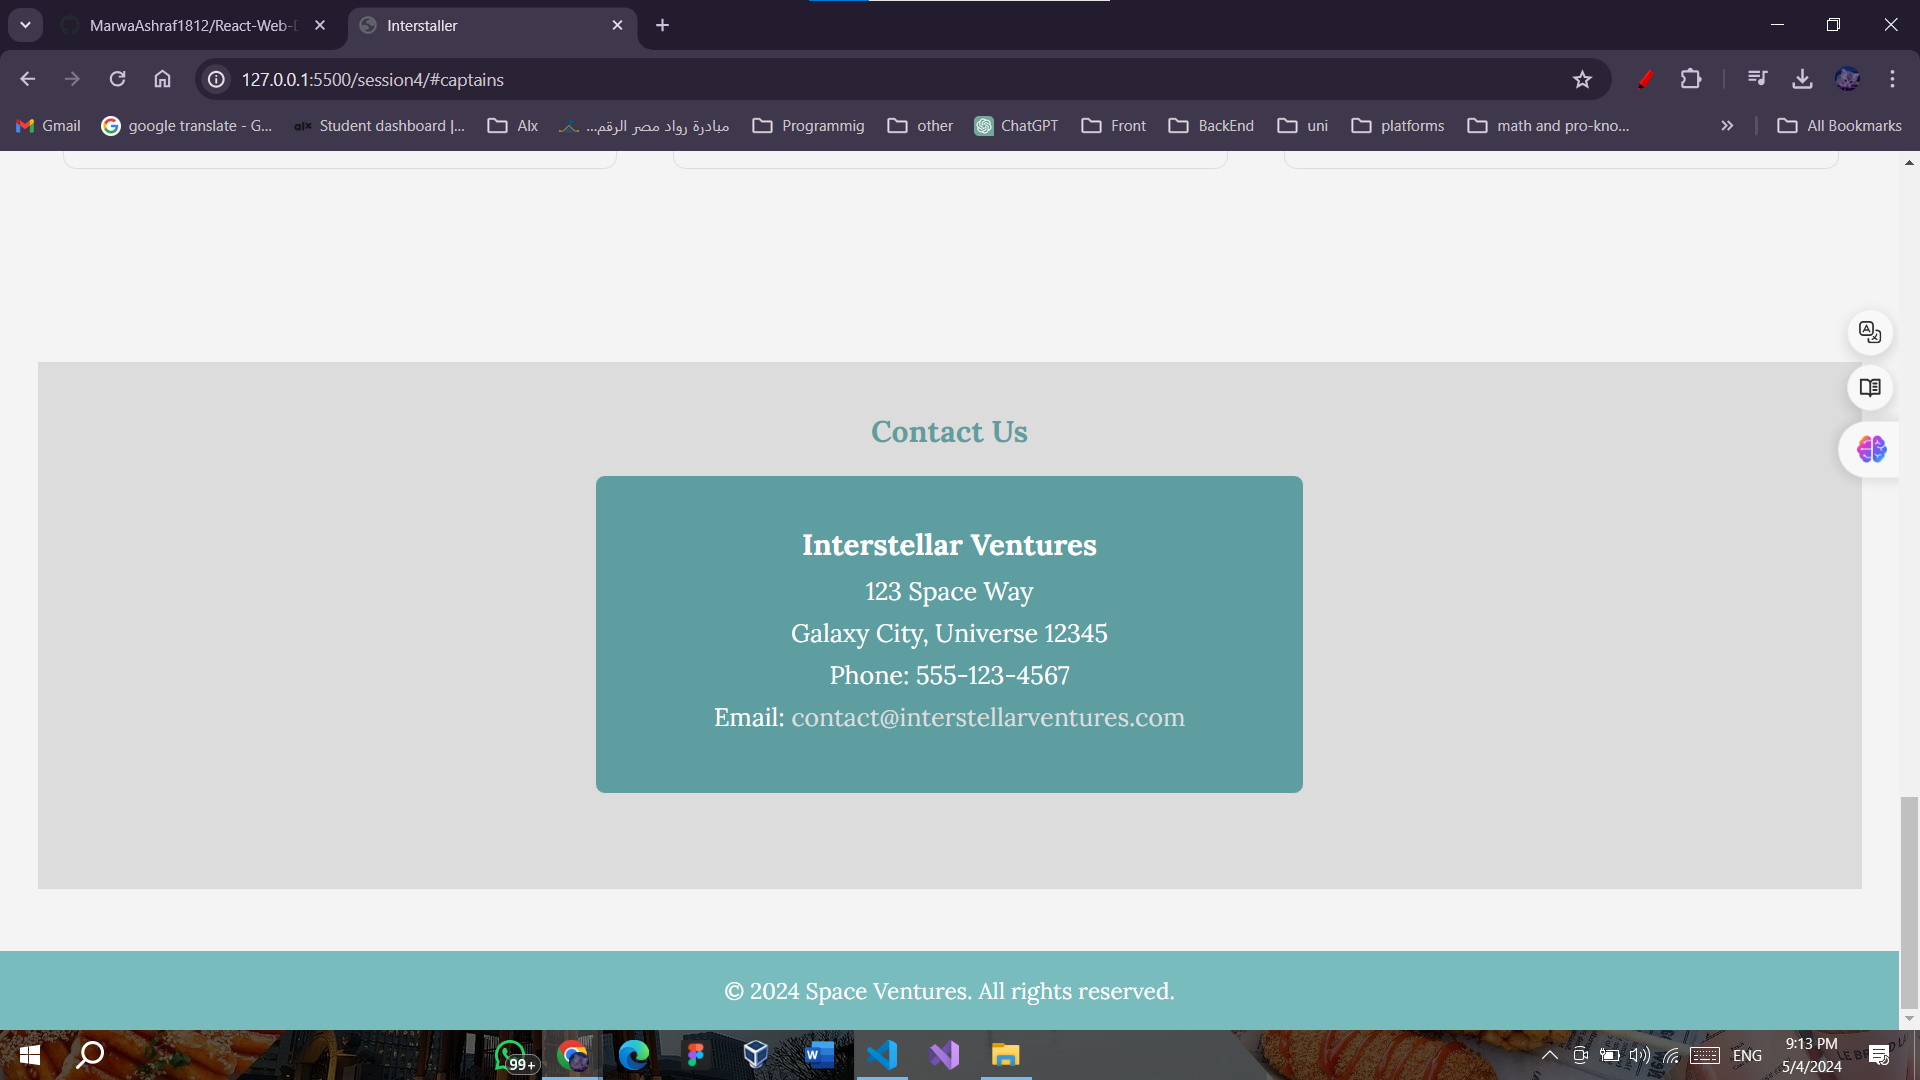 MarwaAshraf1812/React-Web-D
Interstaller
127.0.0.1:5500/session4/#captains
Gmail
google translate - G...
Student dashboard |...
Alx
مبادرة رواد مصر الرقم...
Programmig
other
ChatGPT
Front
BackEnd
uni
platforms
math and pro-kno...
All Bookmarks
Contact Us
Interstellar Ventures
123 Space Way
Galaxy City, Universe 12345
Phone: 555-123-4567
Email: contact@interstellarventures.com
© 2024 Space Ventures. All rights reserved.
99+
ENG
9:13 PM
5/4/2024